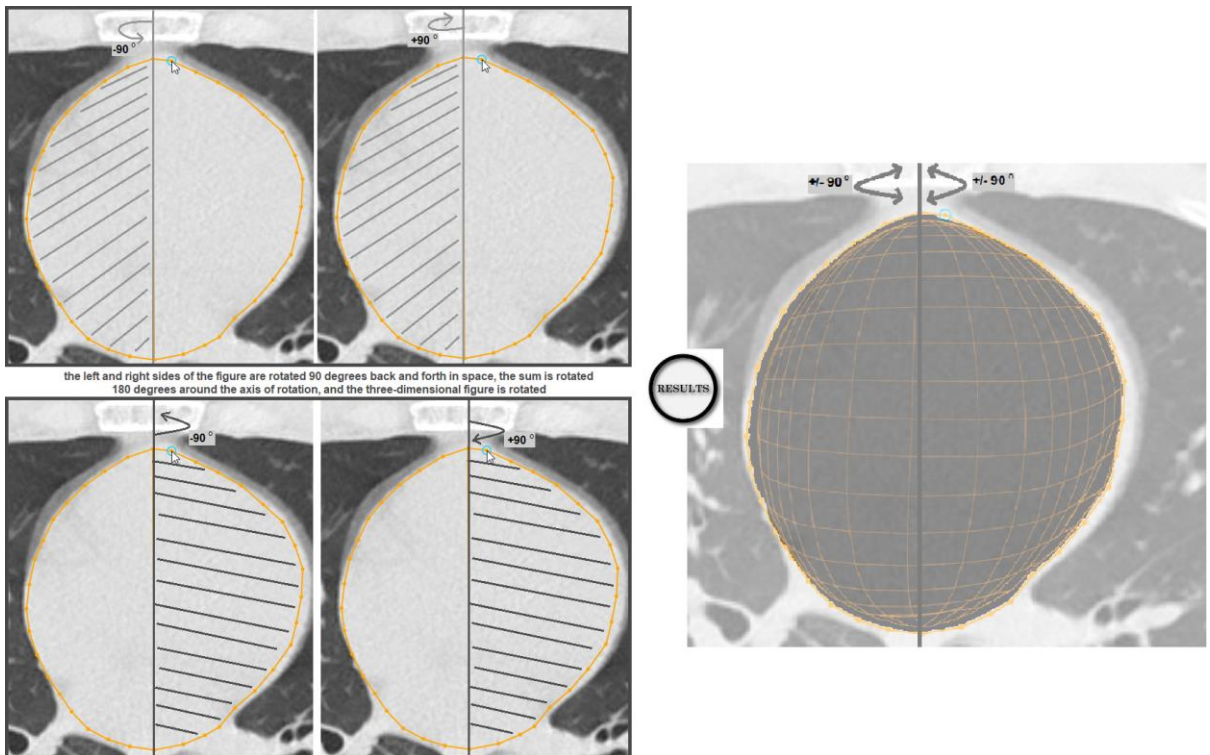 -90 °
+90 °
the left and right sides of the figure are rotated 90 degrees back and forth in space, the sum is rotated
180 degrees around the axis of rotation, and the three-dimensional figure is rotated
-90 °
+90 °
+/- 90 °
+/- 90 °
RESULTS